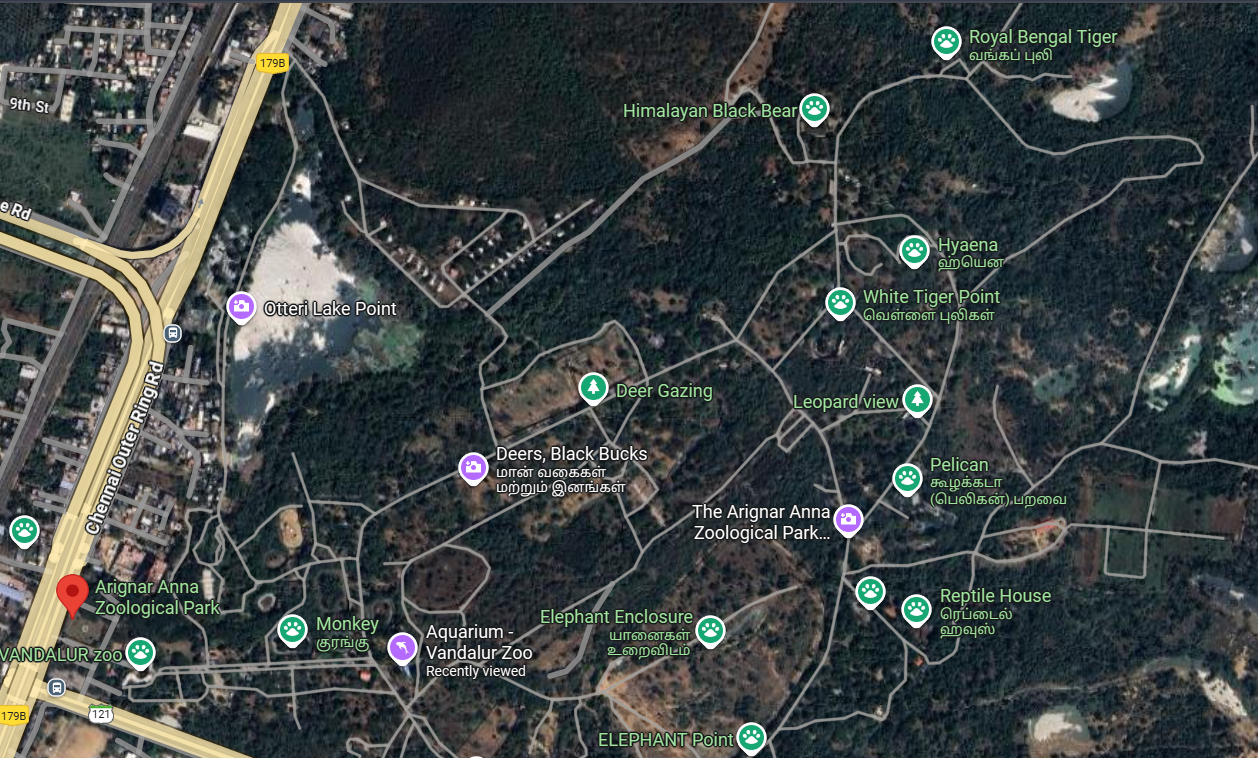 Royal Bengal Tiger
வங்கப் புலி
179B
9th St
Himalayan Black Bear
e Rd
Hyaena
ஹ்யென
White Tiger Point
வெள்ளை புலிகள்
Otteri Lake Point
Deer Gazing
Leopard view
Chennai Outer Ring Rd
Deers, Black Bucks
மான் வகைகள்
மற்றும் இனங்கள்
Pelican
கூழக்கடா
(பெலிகன்) பறவை
The Arignar Anna
Zoological Park...
Arignar Anna
Zoological Park
Reptile House
ரெப்டைல்
ஹவுஸ்
Elephant Enclosure
யானைகள்
உறைவிடம்
Monkey
குரங்கு
Aquarium -
Vandalur Zoo
Recently viewed
VANDALUR zoo
179B
121
ELEPHANT Point